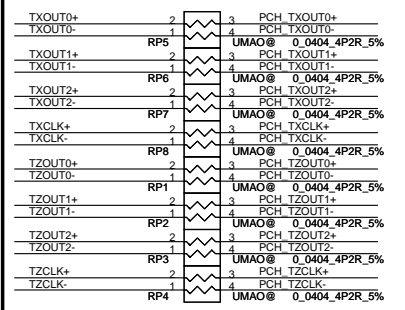 TXOUT0+ 2 3 PCH_TXOUT0+
TXOUT0- 1 4 PCH_TXOUT0-
RP5 UMAO@ 0_0404_4P2R_5%
TXOUT1+ 2 3 PCH_TXOUT1+
TXOUT1- 1 4 PCH_TXOUT1-
RP6 UMAO@ 0_0404_4P2R_5%
TXOUT2+ 2 3 PCH_TXOUT2+
TXOUT2- 1 4 PCH_TXOUT2-
RP7 UMAO@ 0_0404_4P2R_5%
TXCLK+ 2 3 PCH_TXCLK+
TXCLK- 1 4 PCH_TXCLK-
RP8 UMAO@ 0_0404_4P2R_5%
TZOUT0+ 2 3 PCH_TZOUT0+
TZOUT0- 1 4 PCH_TZOUT0-
RP1 UMAO@ 0_0404_4P2R_5%
TZOUT1+ 2 3 PCH_TZOUT1+
TZOUT1- 1 4 PCH_TZOUT1-
RP2 UMAO@ 0_0404_4P2R_5%
TZOUT2+ 2 3 PCH_TZOUT2+
TZOUT2- 1 4 PCH_TZOUT2-
RP3 UMAO@ 0_0404_4P2R_5%
TZCLK+ 2 3 PCH_TZCLK+
TZCLK- 1 4 PCH_TZCLK-
RP4 UMAO@ 0_0404_4P2R_5%